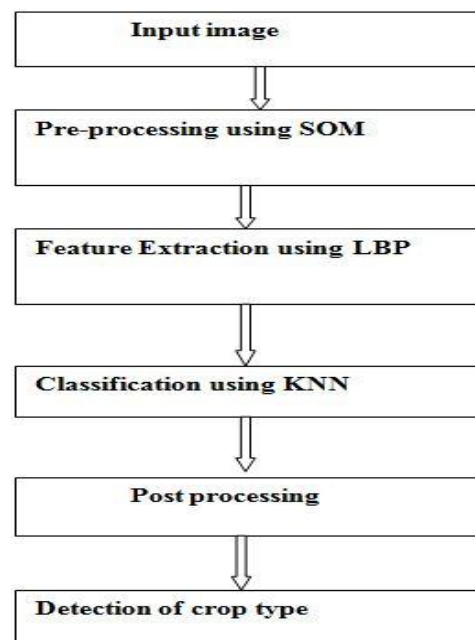 Input image
Pre-processing using SOM
Feature Extraction using LBP
Classification using KNN
Post processing
Detection of crop type